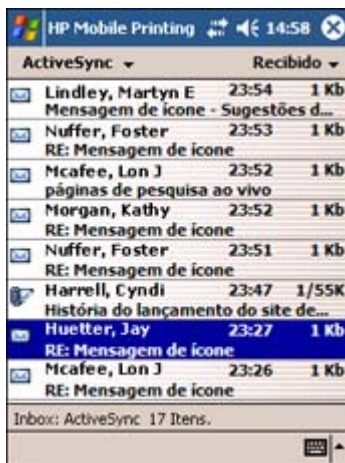 HP Mobile Printing 14:58
ActiveSync Recibido
Lindley, Martyn E 23:54 1 Kb
Mensagem de ícone - Sugestões d...
Nuffer, Foster 23:53 1 Kb
RE: Mensagem de ícone
Mcafee, Lon J 23:52 1 Kb
páginas de pesquisa ao vivo
Morgan, Kathy 23:52 1 Kb
RE: Mensagem de ícone
Nuffer, Foster 23:51 1 Kb
RE: Mensagem de ícone
Harrell, Cyndi 23:47 1/55K
História do lançamento do site de...
Huetter, Jay 23:27 1 Kb
RE: Mensagem de ícone
Mcafee, Lon J 23:26 1 Kb
RE: Mensagem de ícone
Inbox: ActiveSync 17 Itens.